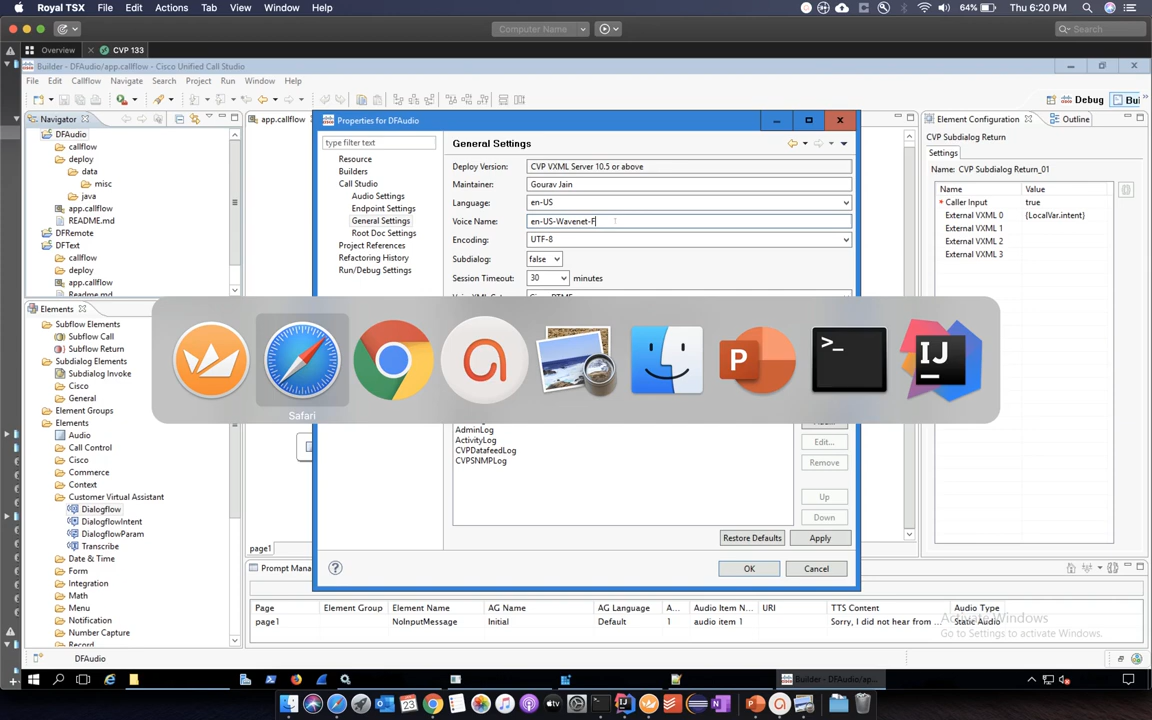 Royal TSX File Edit Actions Tab View Window Help 64% Thu 6:20 PM
Computer Name Search
Overview CVP 133
Builder - DFAudio/app.callflow - Cisco Unified Call Studio
File Edit Callflow Navigate Search Project Run Window Help
Debug Bui
Navigator
app.callflow
Properties for DFAudio
Element Configuration Outline
DFAudio
callflow
deploy
data
misc
java
app.callflow
README.md
DFRemote
DFText
callflow
deploy
app.callflow
Readme.md
type filter text
Resource
Builders
Call Studio
Audio Settings
Endpoint Settings
General Settings
Root Doc Settings
Project References
Refactoring History
Run/Debug Settings
General Settings
Deploy Version: CVP VXML Server 10.5 or above
Maintainer: Gourav Jain
Language: en-US
Voice Name: en-US-Wavenet-F
Encoding: UTF-8
Subdialog: false
Session Timeout: 30 minutes
CVP Subdialog Return
Settings
Name: CVP Subdialog Return_01
Name Value
* Caller Input true
External VXML 0 {LocalVar.intent}
External VXML 1
External VXML 2
External VXML 3
Elements
Subflow Elements
Subflow Call
Subflow Return
Subdialog Elements
Subdialog Invoke
Cisco
General
Element Groups
Elements
Audio
Call Control
Cisco
Commerce
Context
Customer Virtual Assistant
Dialogflow
DialogflowIntent
DialogflowParam
Transcribe
Date & Time
Form
Integration
Math
Menu
Notification
Number Capture
Record
Safari
AdminLog
ActivityLog
CVPDatafeedLog
CVPSNMPLog
Edit...
Remove
Up
Down
Restore Defaults Apply
OK Cancel
page1
Prompt Mana
Page Element Group Element Name AG Name AG Language A... Audio Item N... URI TTS Content Audio Type
page1 NoInputMessage Initial Default 1 audio item 1 Sorry, I did not hear from ... Static Audio
Activate Windows
Go to Settings to activate Windows.
DFAudio
Builder - DFAudio/ap...